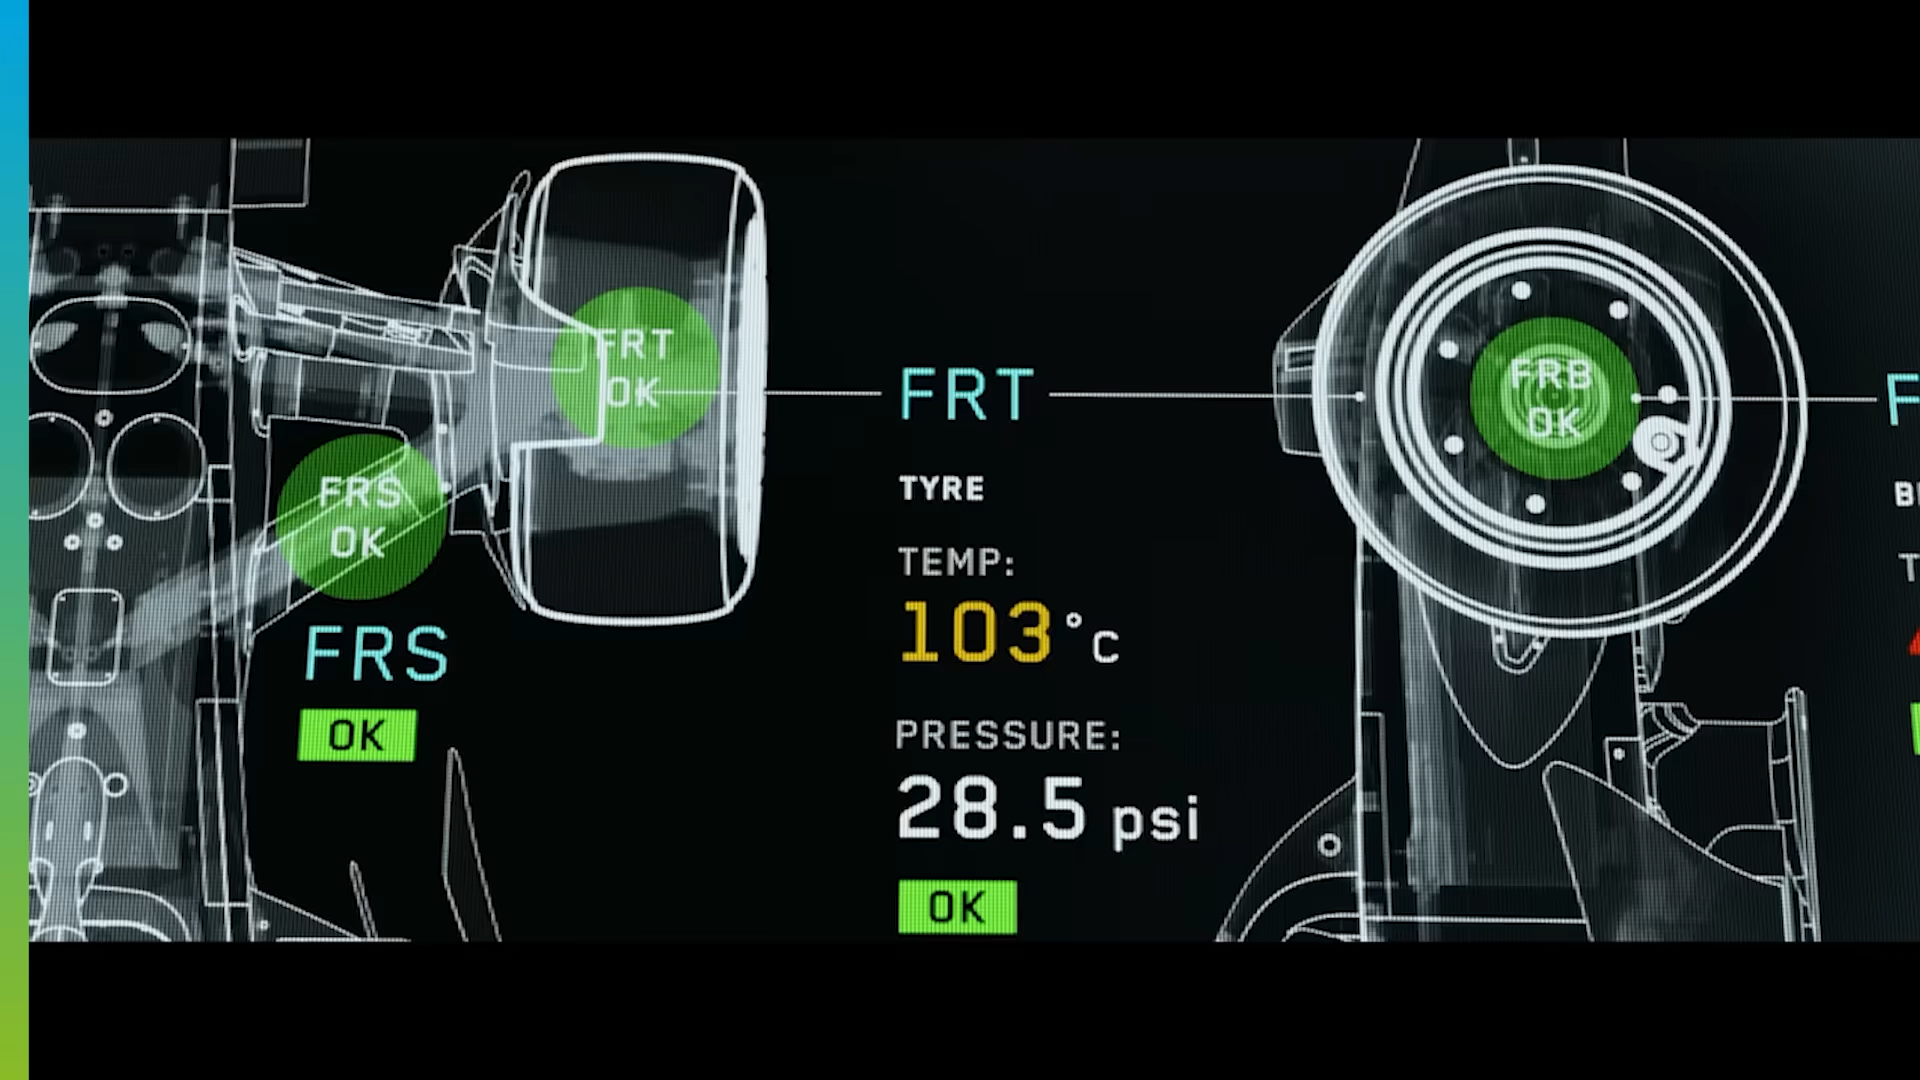 FRT
OK
FRS
OK
FRS
OK
FRT
TYRE
TEMP:
103°C
PRESSURE:
28.5 psi
OK
FRB
OK